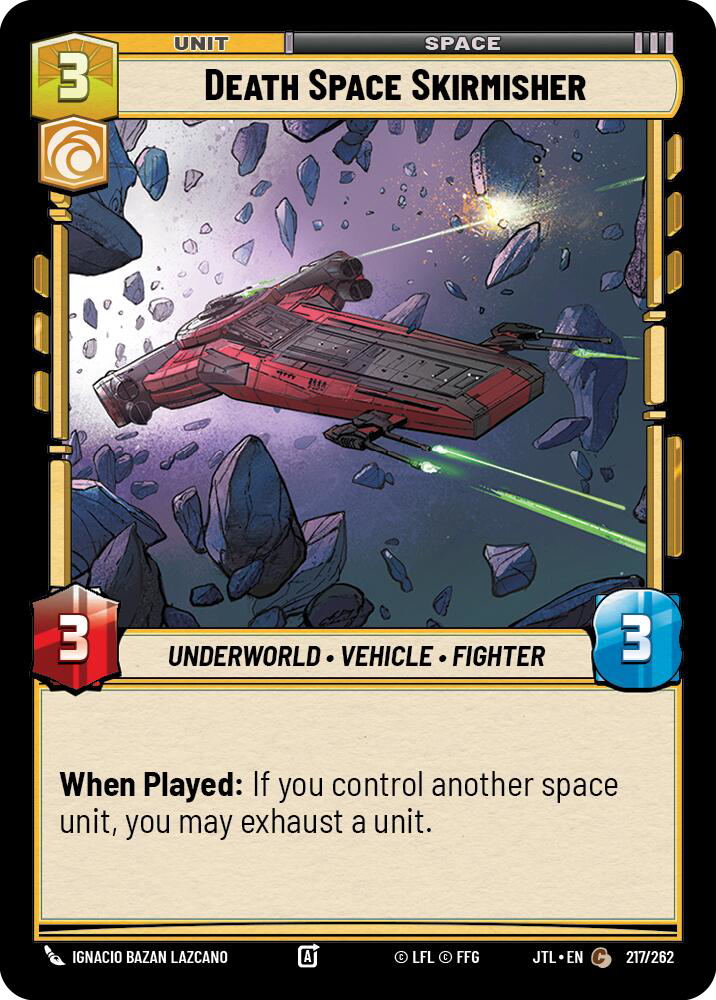 UNIT
SPACE
3
DEATH SPACE SKIRMISHER
3
3
UNDERWORLD • VEHICLE • FIGHTER
When Played: If you control another space
unit, you may exhaust a unit.
IGNACIO BAZAN LAZCANO
A
© LFL © FFG
JTL • EN
C
217/262